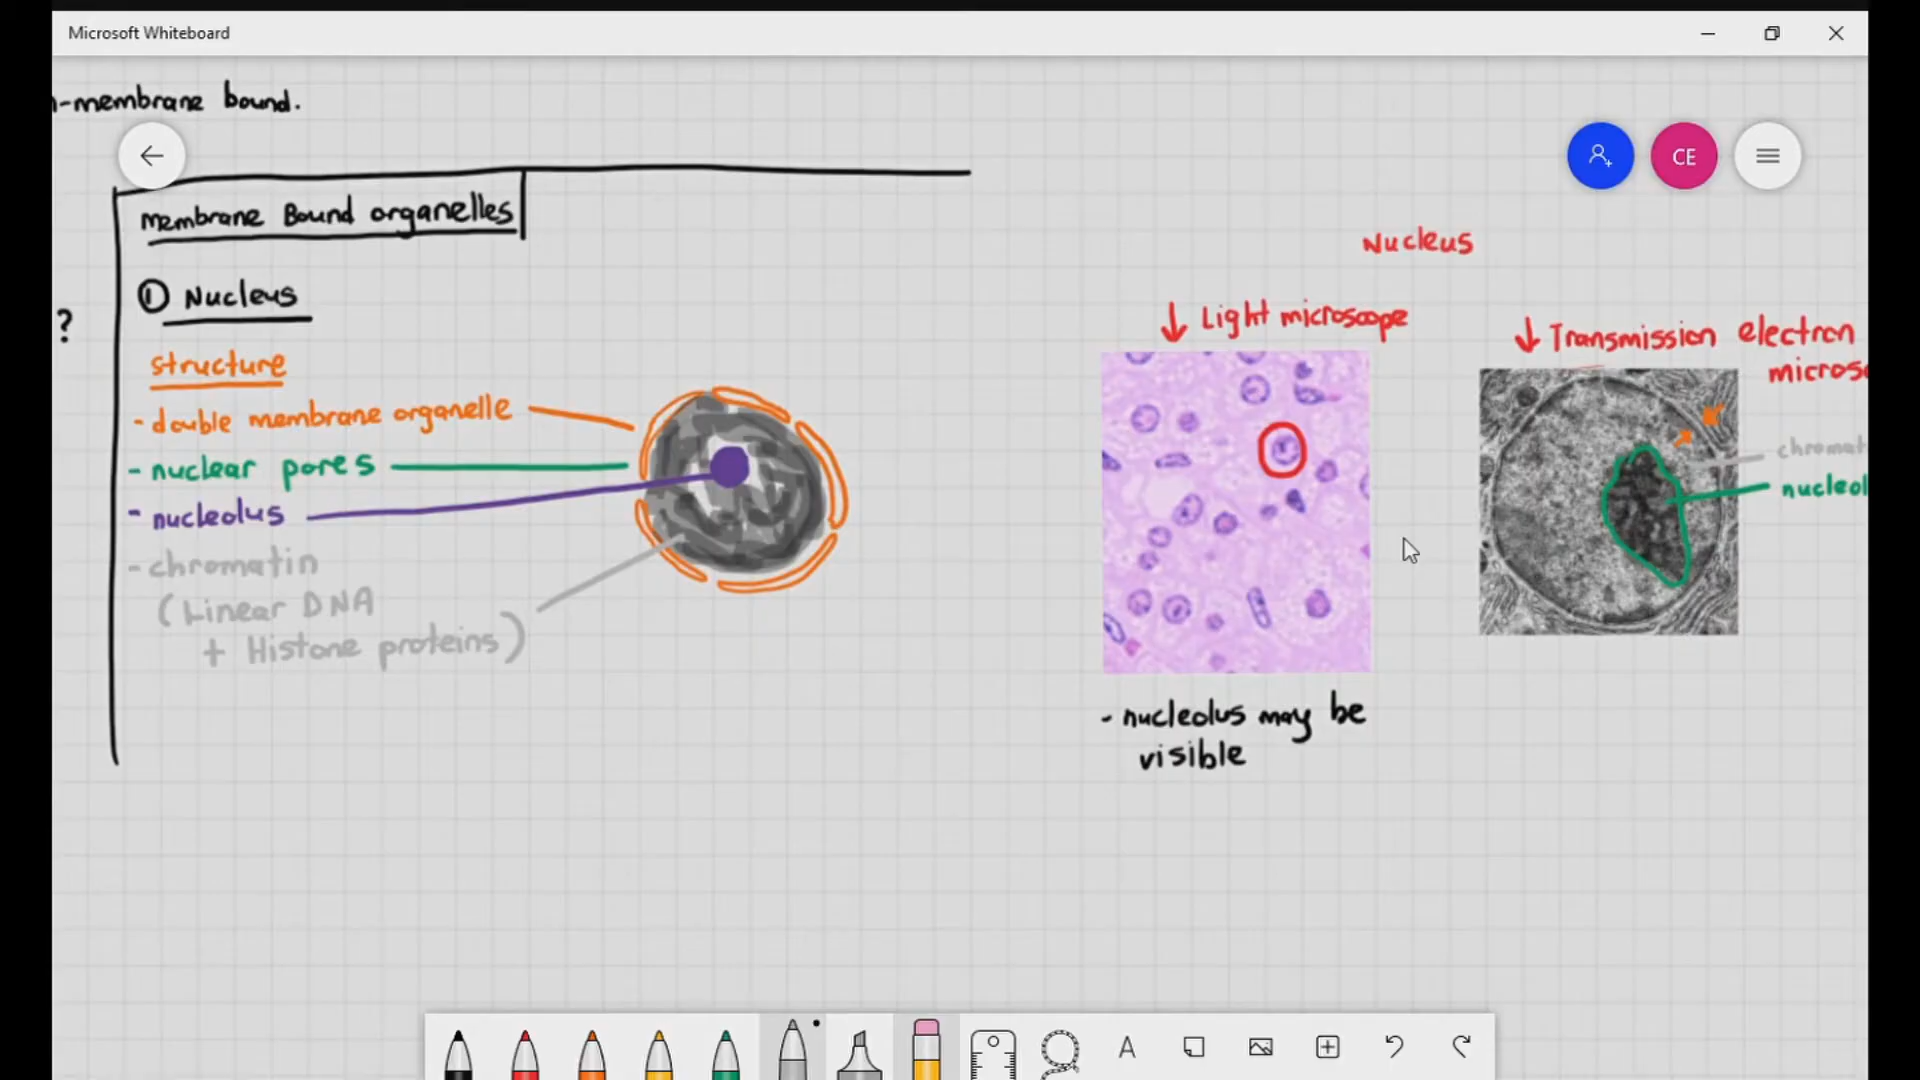 Microsoft Whiteboard
-membrane bound.
CE
Membrane Bound organelles
① Nucleus
?
structure
- double membrane organelle
- nuclear pores
- nucleolus
- chromatin
(Linear DNA
+ Histone proteins)
Nucleus
↓ Light microscope
- nucleolus may be
visible
↓ Transmission electron
micros
chromat
nucleol
A